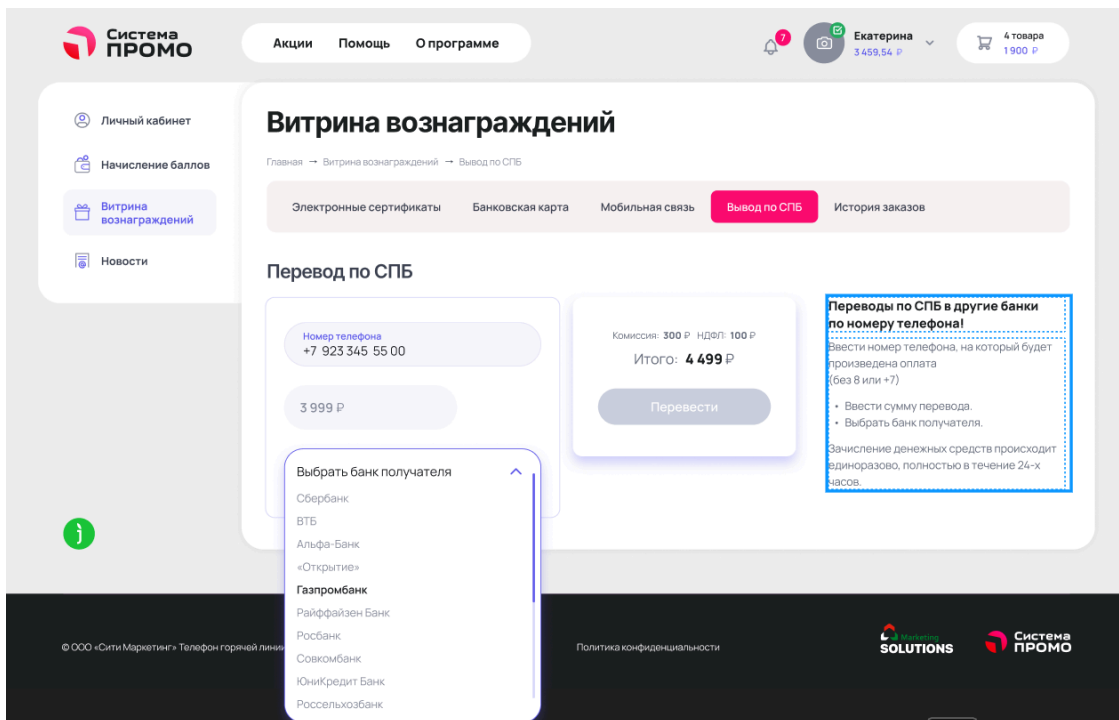 Система
ПРОМО
Акции Помощь О программе
7
Екатерина
3 459,54 ₽
4 товара
1 900 ₽
Личный кабинет
Начисление баллов
Витрина
вознаграждений
Новости
Витрина вознаграждений
Главная → Витрина вознаграждений → Вывод по СПБ
Электронные сертификаты Банковская карта Мобильная связь Вывод по СПБ История заказов
Перевод по СПБ
Номер телефона
+7 923 345 55 00
3 999 ₽
Выбрать банк получателя
Сбербанк
ВТБ
Альфа-Банк
«Открытие»
Газпромбанк
Райффайзен Банк
Росбанк
Совкомбанк
ЮниКредит Банк
Россельхозбанк
Комиссия: 300 ₽ НДФЛ: 100 ₽
Итого: 4 499 ₽
Перевести
Переводы по СПБ в другие банки
по номеру телефона!
Ввести номер телефона, на который будет
произведена оплата
(без 8 или +7)
• Ввести сумму перевода.
• Выбрать банк получателя.
Зачисление денежных средств происходит
единоразово, полностью в течение 24-х
часов.
j
© ООО «Сити Маркетинг» Телефон горячей линии
Политика конфиденциальности
Marketing
SOLUTIONS
Система
ПРОМО